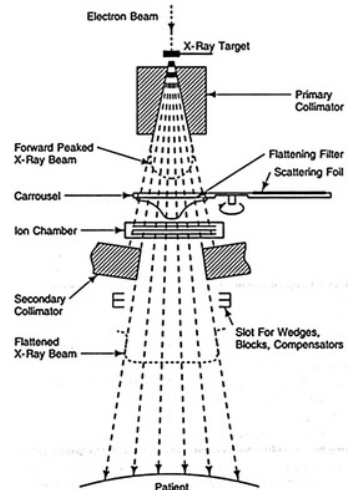 Electron Beam
X-Ray Target
Primary
Collimator
Forward Peaked
X-Ray Beam
Flattening Filter
Scattering Foil
Carrousel
Ion Chamber
Secondary
Collimator
Slot For Wedges,
Blocks, Compensators
Flattened
X-Ray Beam
Patient